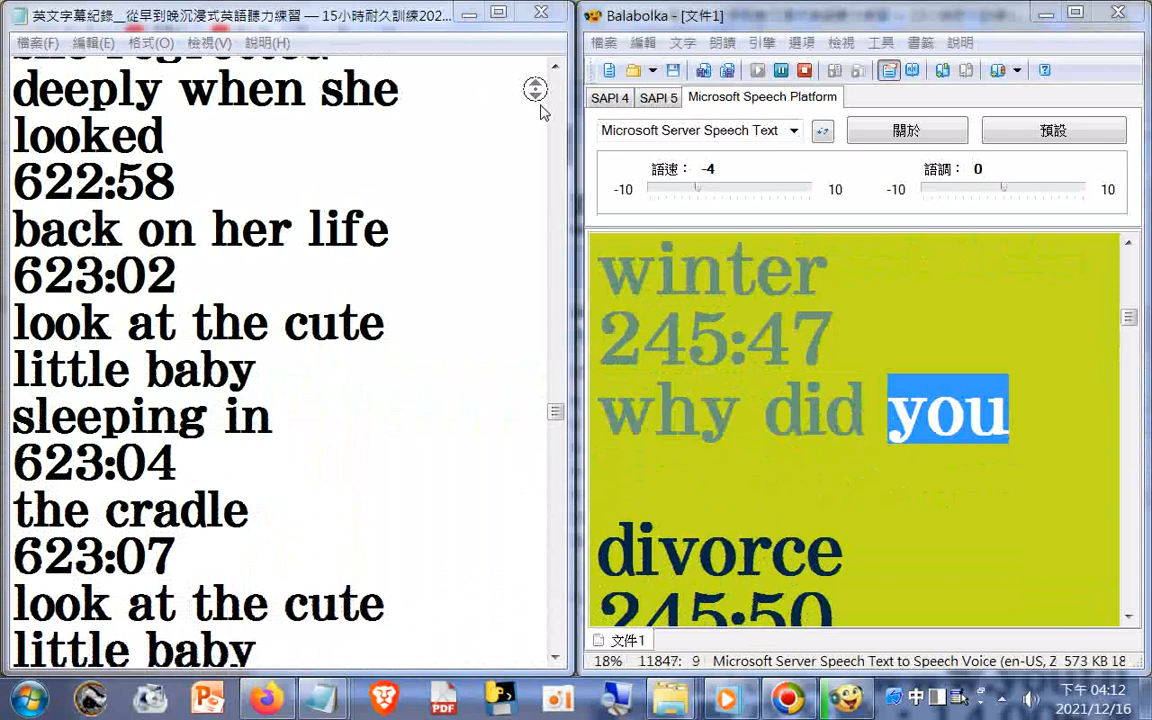 英文字幕紀錄__從早到晚沉浸式英語聽力練習 — 15小時耐久訓練202...
檔案(F) 編輯(E) 格式(O) 檢視(V) 說明(H)
she regretted
deeply when she
looked
622:58
back on her life
623:02
look at the cute
little baby
sleeping in
623:04
the cradle
623:07
look at the cute
little baby
Balabolka - [文件1]
檔案 編輯 文字 朗讀 引擎 選項 檢視 工具 書籤 說明
SAPI 4 SAPI 5 Microsoft Speech Platform
Microsoft Server Speech Text 關於 預設
語速： -4 語調： 0
-10 10 -10 10
winter
245:47
why did you
divorce
245:50
文件1
18% 11847: 9 Microsoft Server Speech Text to Speech Voice (en-US, Z 573 KB 18
PDF 中 下午 04:12
2021/12/16